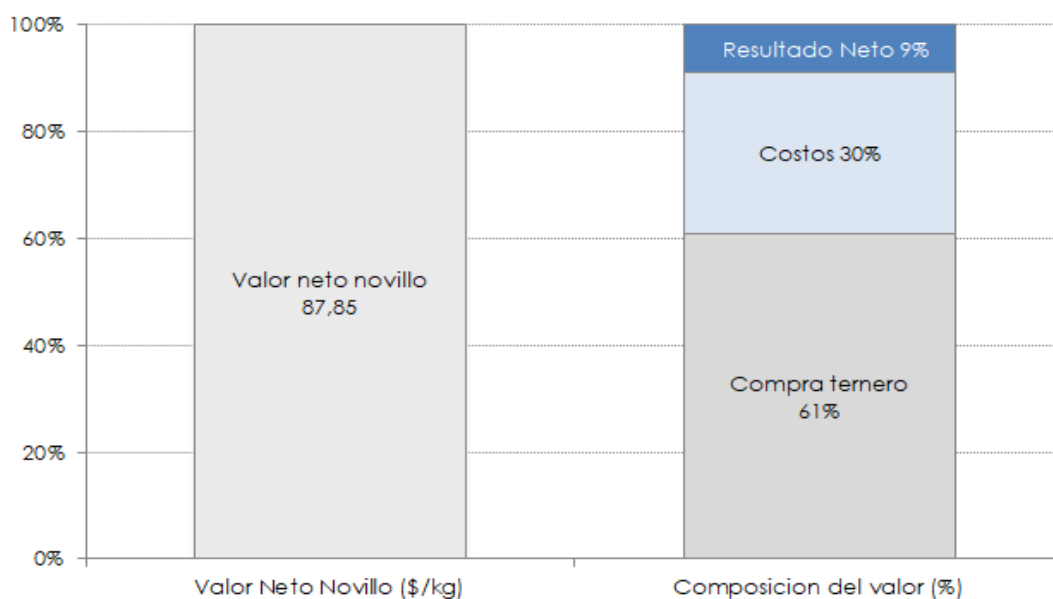 100%
80%
60%
40%
20%
0%
Valor neto novillo
87,85
Resultado Neto 9%
Costos 30%
Compra ternero
61%
Valor Neto Novillo ($/kg)
Composicion del valor (%)